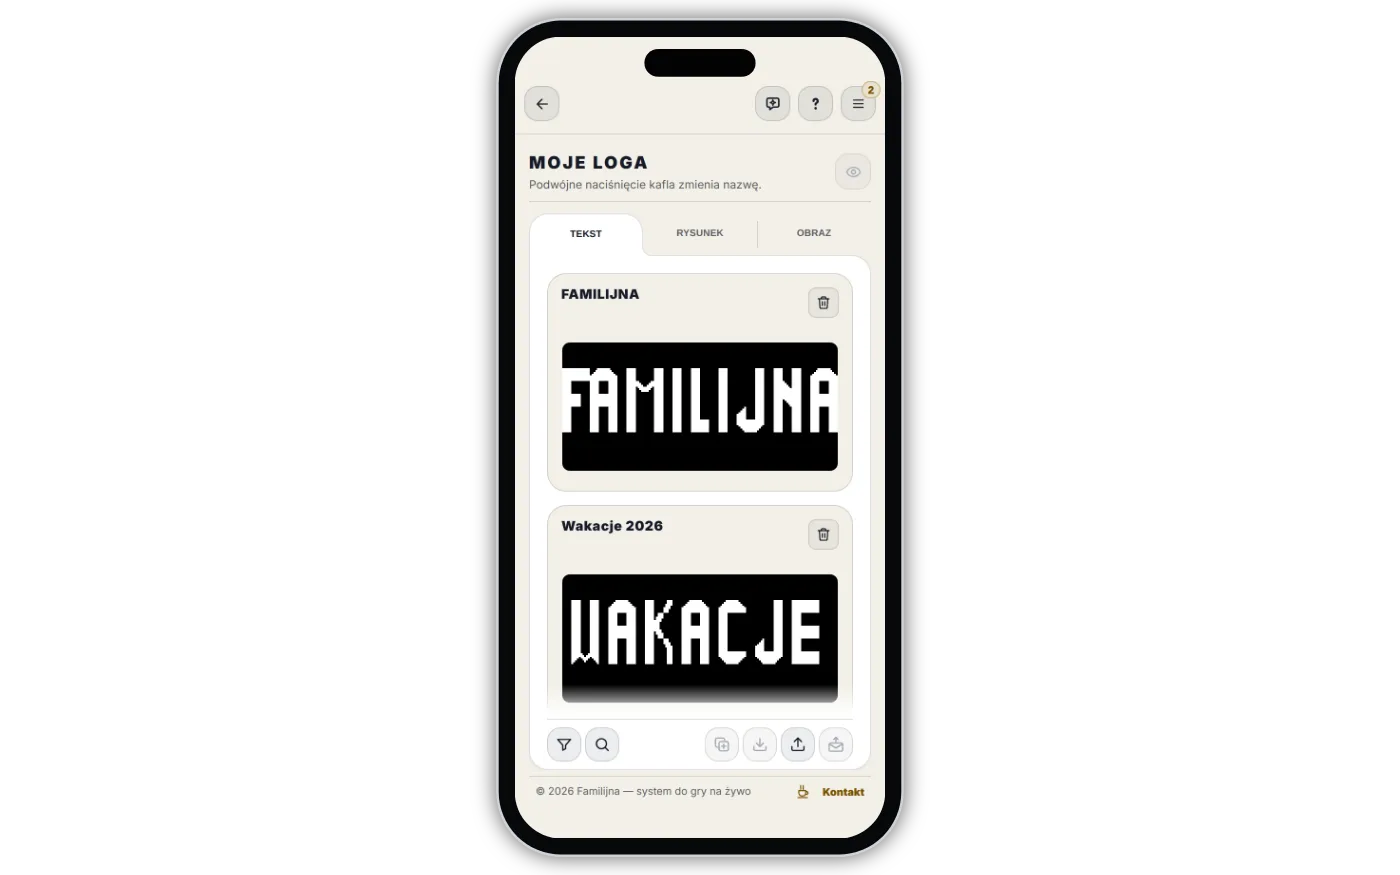 2
?
MOJE LOGA
Podwójne naciśnięcie kafla zmienia nazwę.
TEKST RYSUNEK OBRAZ
FAMILIJNA
FAMILIJNA
Wakacje 2026
WAKACJE
© 2026 Familijna — system do gry na żywo Kontakt